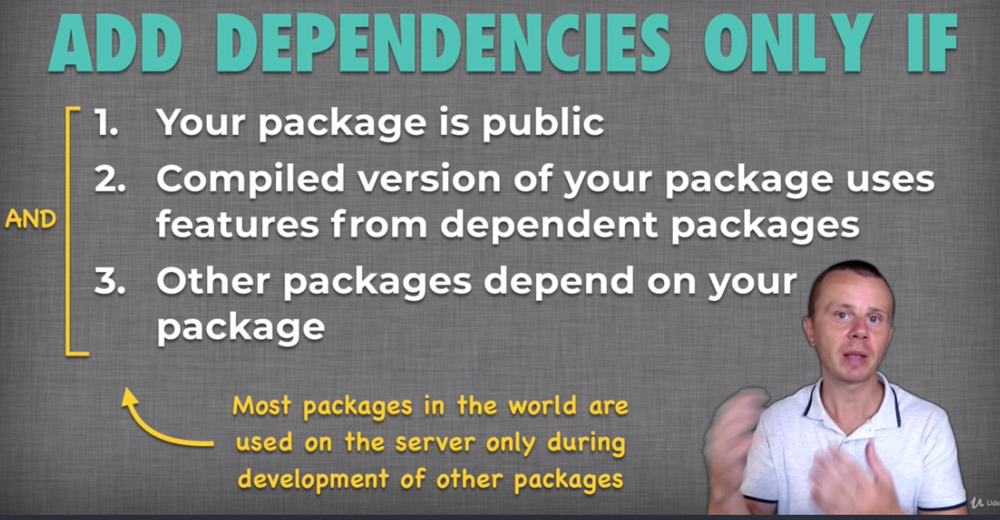 ADD DEPENDENCIES ONLY IF
1. Your package is public
2. Compiled version of your package uses
features from dependent packages
3. Other packages depend on your
package
AND
Most packages in the world are
used on the server only during
development of other packages
Ude